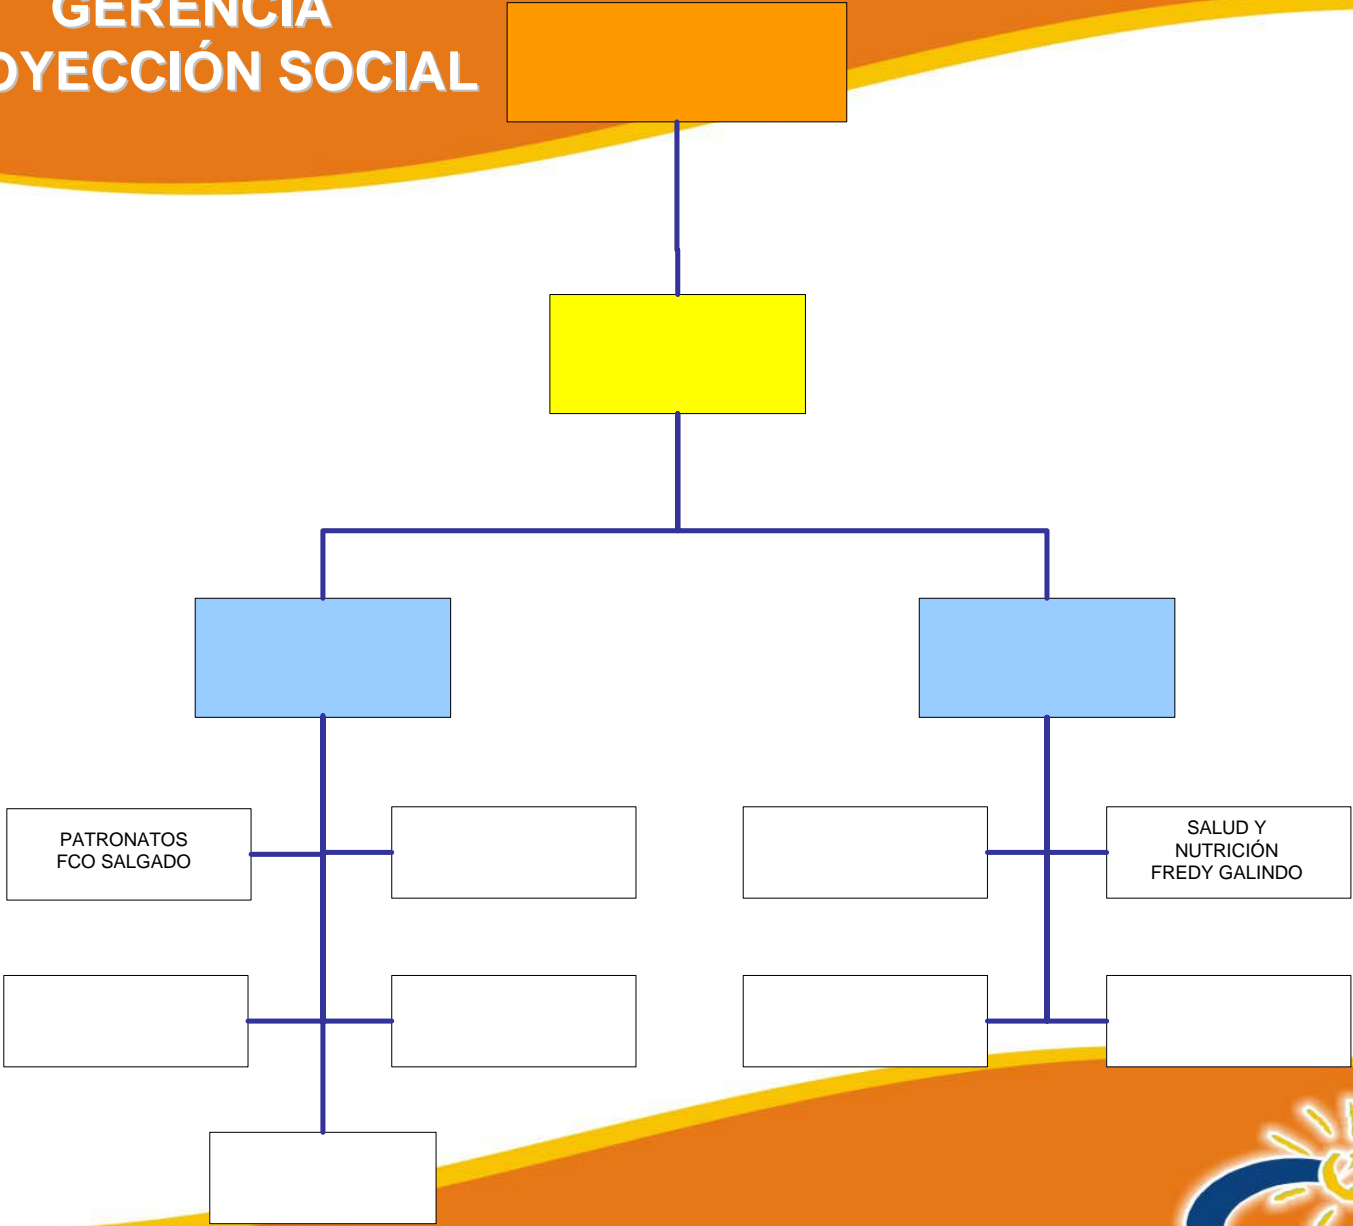 GERENCIA
OYECCIÓN SOCIAL
PATRONATOS
FCO SALGADO
SALUD Y
NUTRICIÓN
FREDY GALINDO